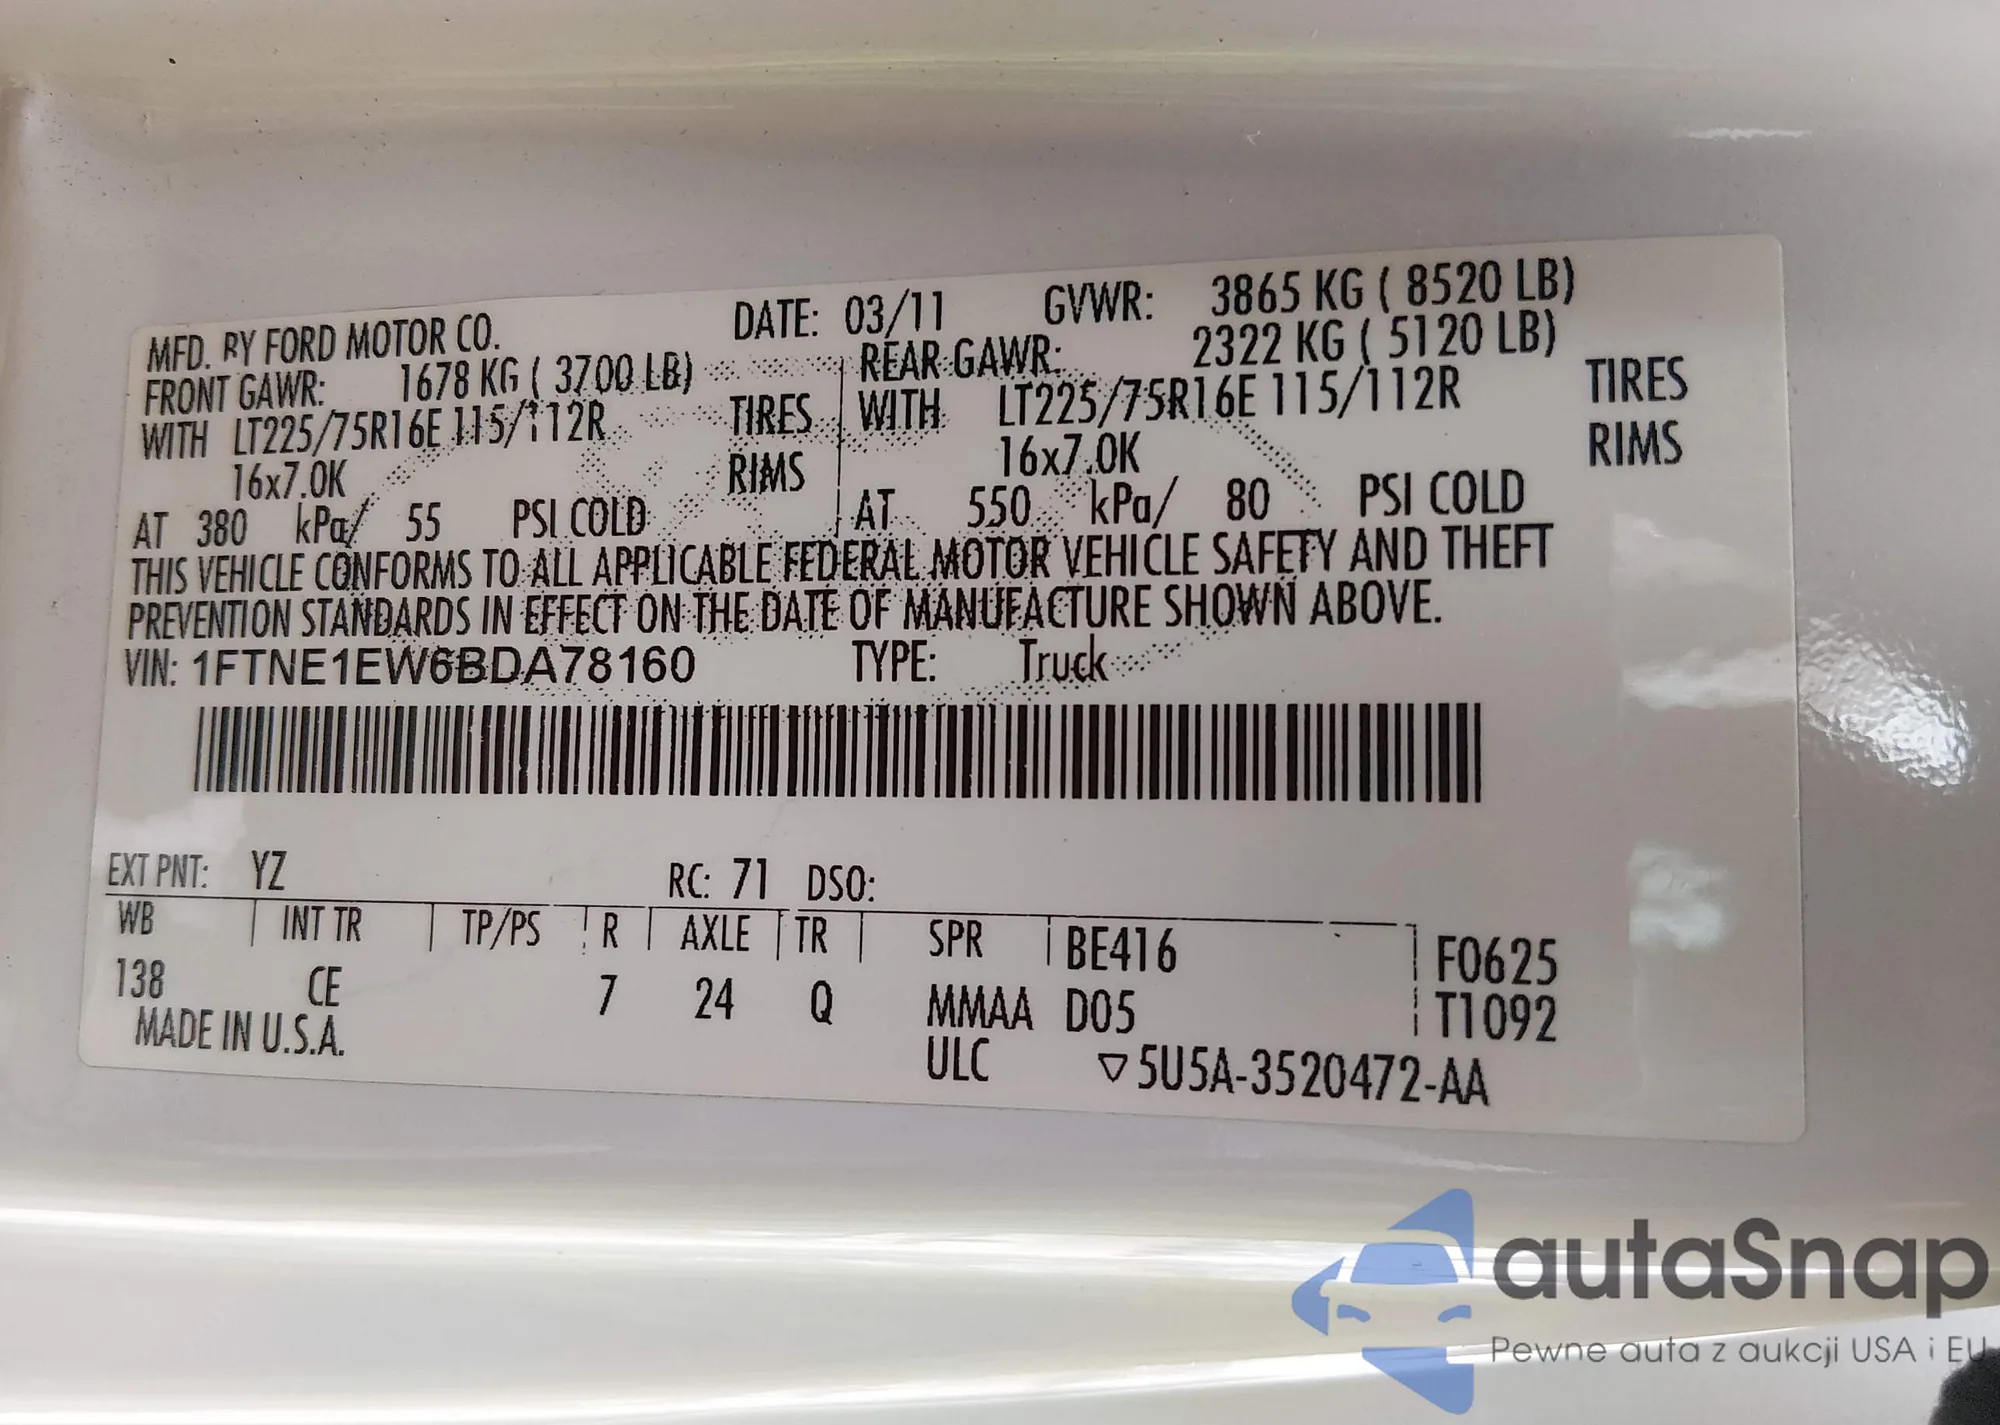 MFD. BY FORD MOTOR CO. DATE: 03/11 GVWR: 3865 KG ( 8520 LB)
FRONT GAWR: 1678 KG ( 3700 LB) REAR GAWR: 2322 KG ( 5120 LB)
WITH LT225/75R16E 115/112R TIRES WITH LT225/75R16E 115/112R TIRES
16x7.0K RIMS 16x7.0K RIMS
AT 380 kPa/ 55 PSI COLD AT 550 kPa/ 80 PSI COLD
THIS VEHICLE CONFORMS TO ALL APPLICABLE FEDERAL MOTOR VEHICLE SAFETY AND THEFT
PREVENTION STANDARDS IN EFFECT ON THE DATE OF MANUFACTURE SHOWN ABOVE.
VIN: 1FTNE1EW6BDA78160 TYPE: Truck
EXT PNT: YZ RC: 71 DSO:
WB INT TR TP/PS R AXLE TR SPR BE416 F0625
138 CE 7 24 Q MMAA D05 T1092
MADE IN U.S.A. ULC ▽5U5A-3520472-AA
autaSnap
Pewne auta z aukcji USA i EU